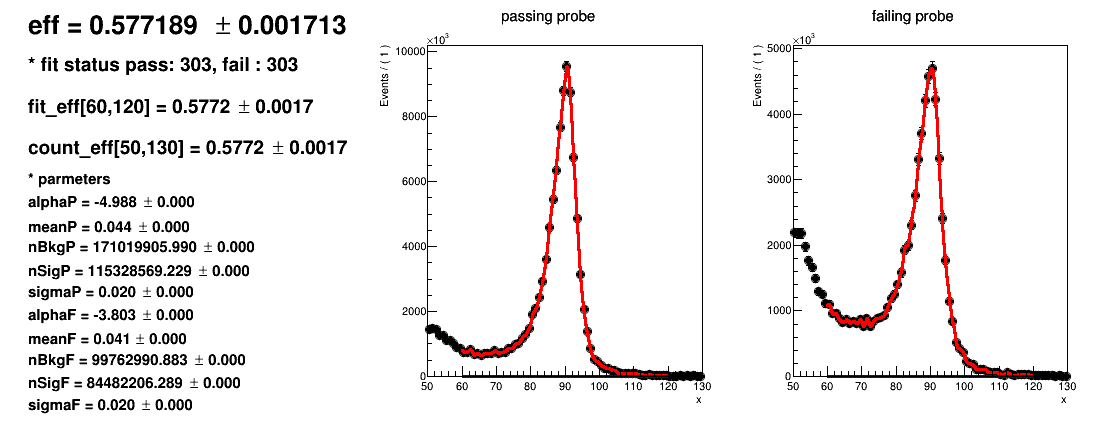 eff = 0.577189 ± 0.001713
* fit status pass: 303, fail : 303
fit_eff[60,120] = 0.5772 ± 0.0017
count_eff[50,130] = 0.5772 ± 0.0017
* parmeters
alphaP = -4.988 ± 0.000
meanP = 0.044 ± 0.000
nBkgP = 171019905.990 ± 0.000
nSigP = 115328569.229 ± 0.000
sigmaP = 0.020 ± 0.000
alphaF = -3.803 ± 0.000
meanF = 0.041 ± 0.000
nBkgF = 99762990.883 ± 0.000
nSigF = 84482206.289 ± 0.000
sigmaF = 0.020 ± 0.000
passing probe
×10³
Events / ( 1 )
10000
8000
6000
4000
2000
0
50 60 70 80 90 100 110 120 130
x
failing probe
×10³
Events / ( 1 )
5000
4000
3000
2000
1000
0
50 60 70 80 90 100 110 120 130
x